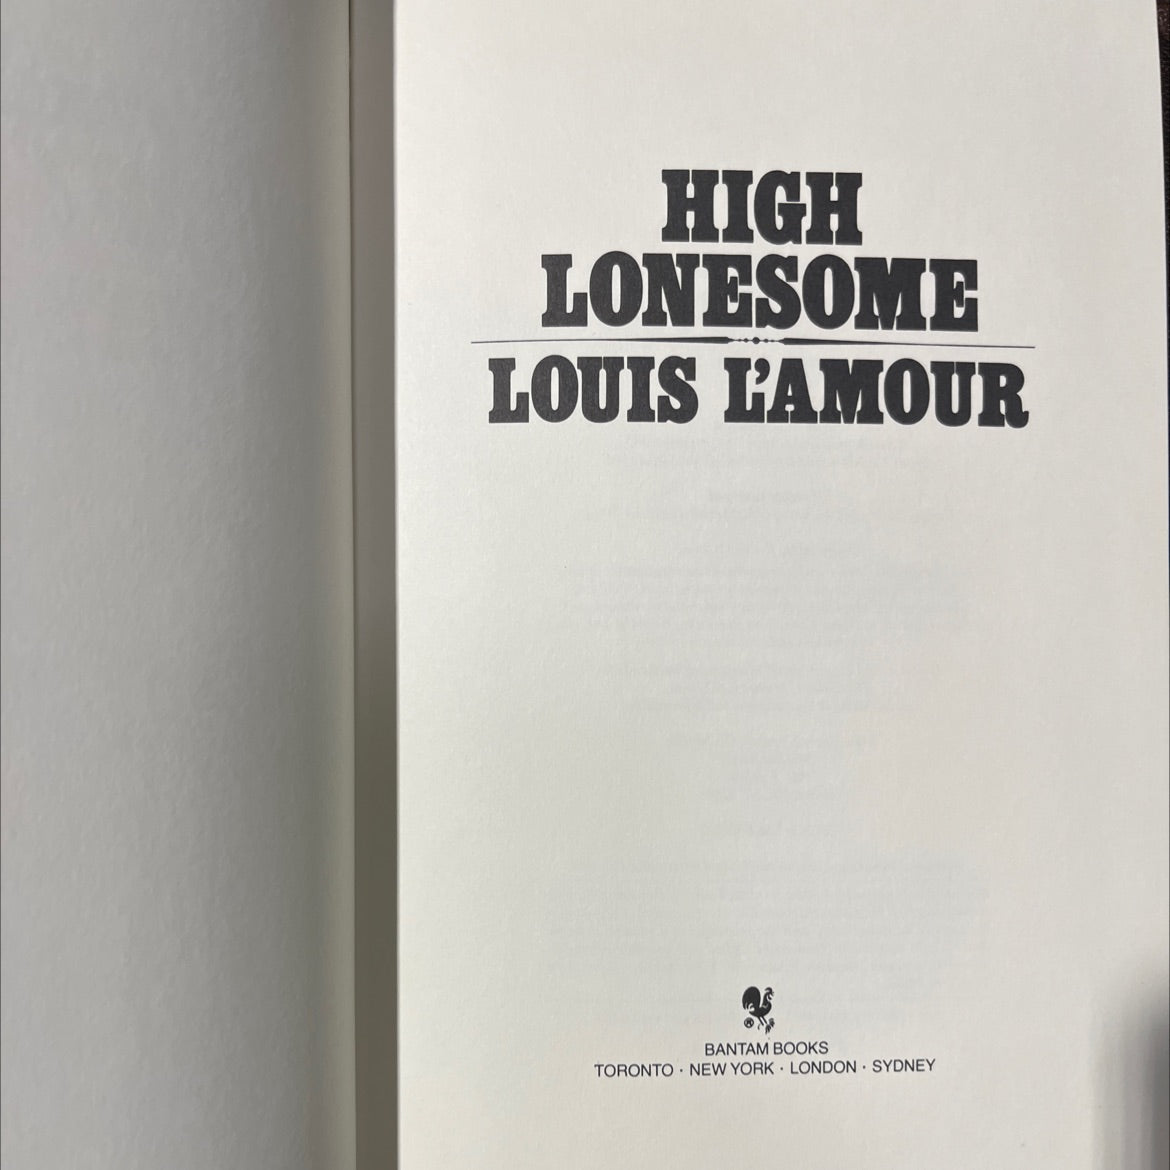 HIGH
LONESOME
LOUIS L'AMOUR
BANTAM BOOKS
TORONTO · NEW YORK · LONDON · SYDNEY